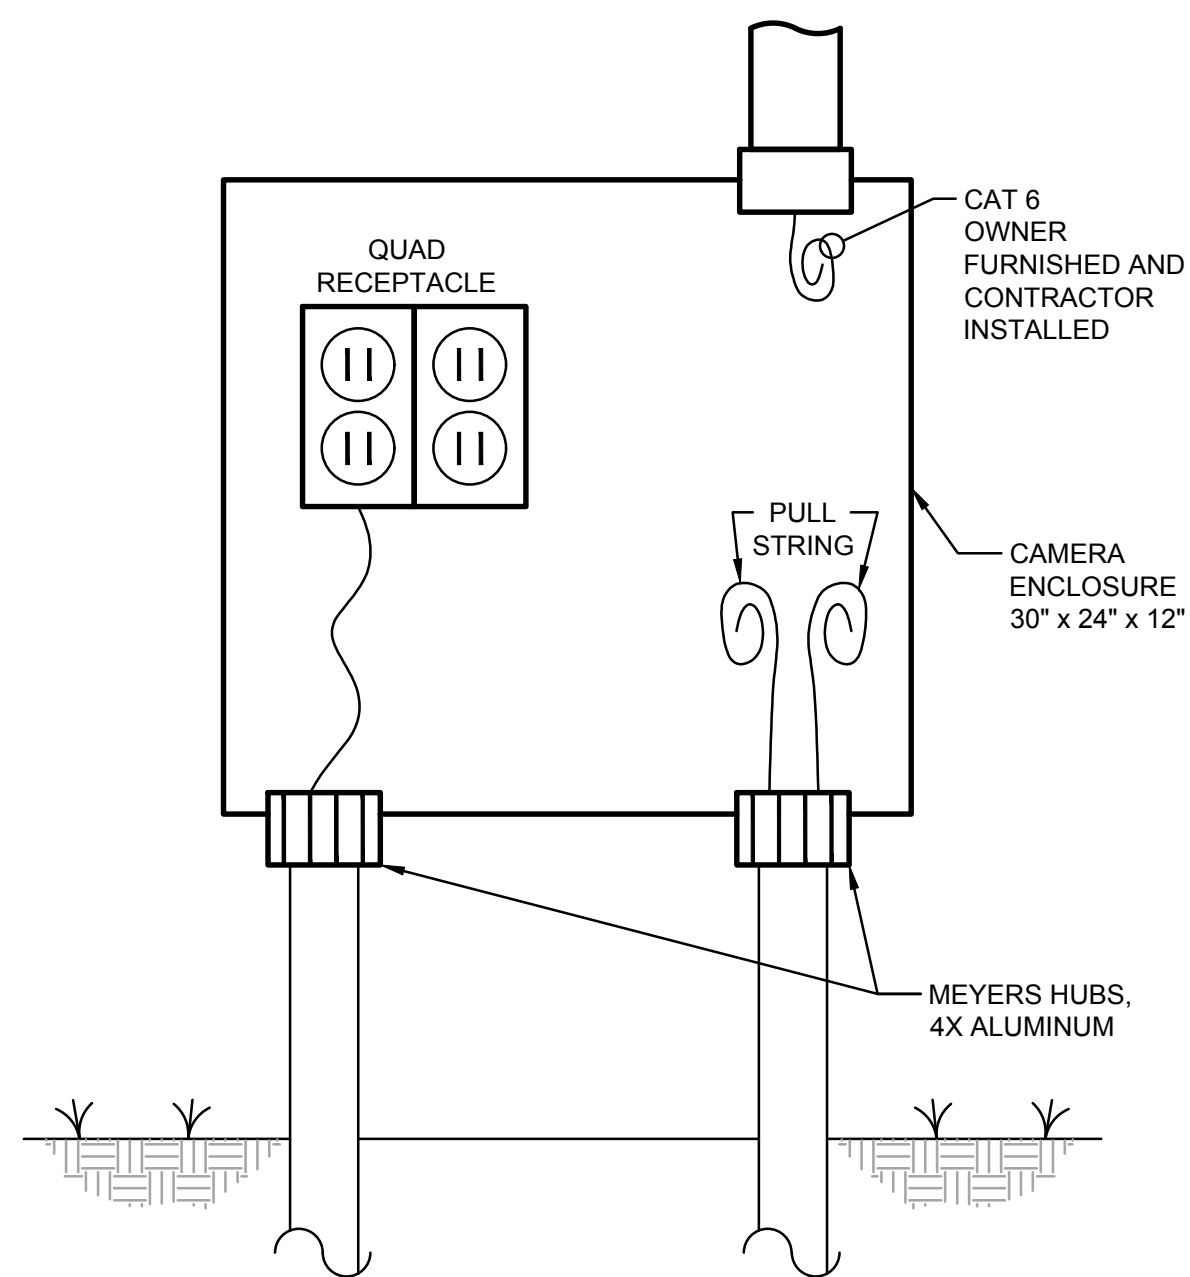 CAT 6
OWNER
FURNISHED AND
CONTRACTOR
INSTALLED
QUAD
RECEPTACLE
PULL
STRING
CAMERA
ENCLOSURE
30" x 24" x 12"
MEYERS HUBS,
4X ALUMINUM